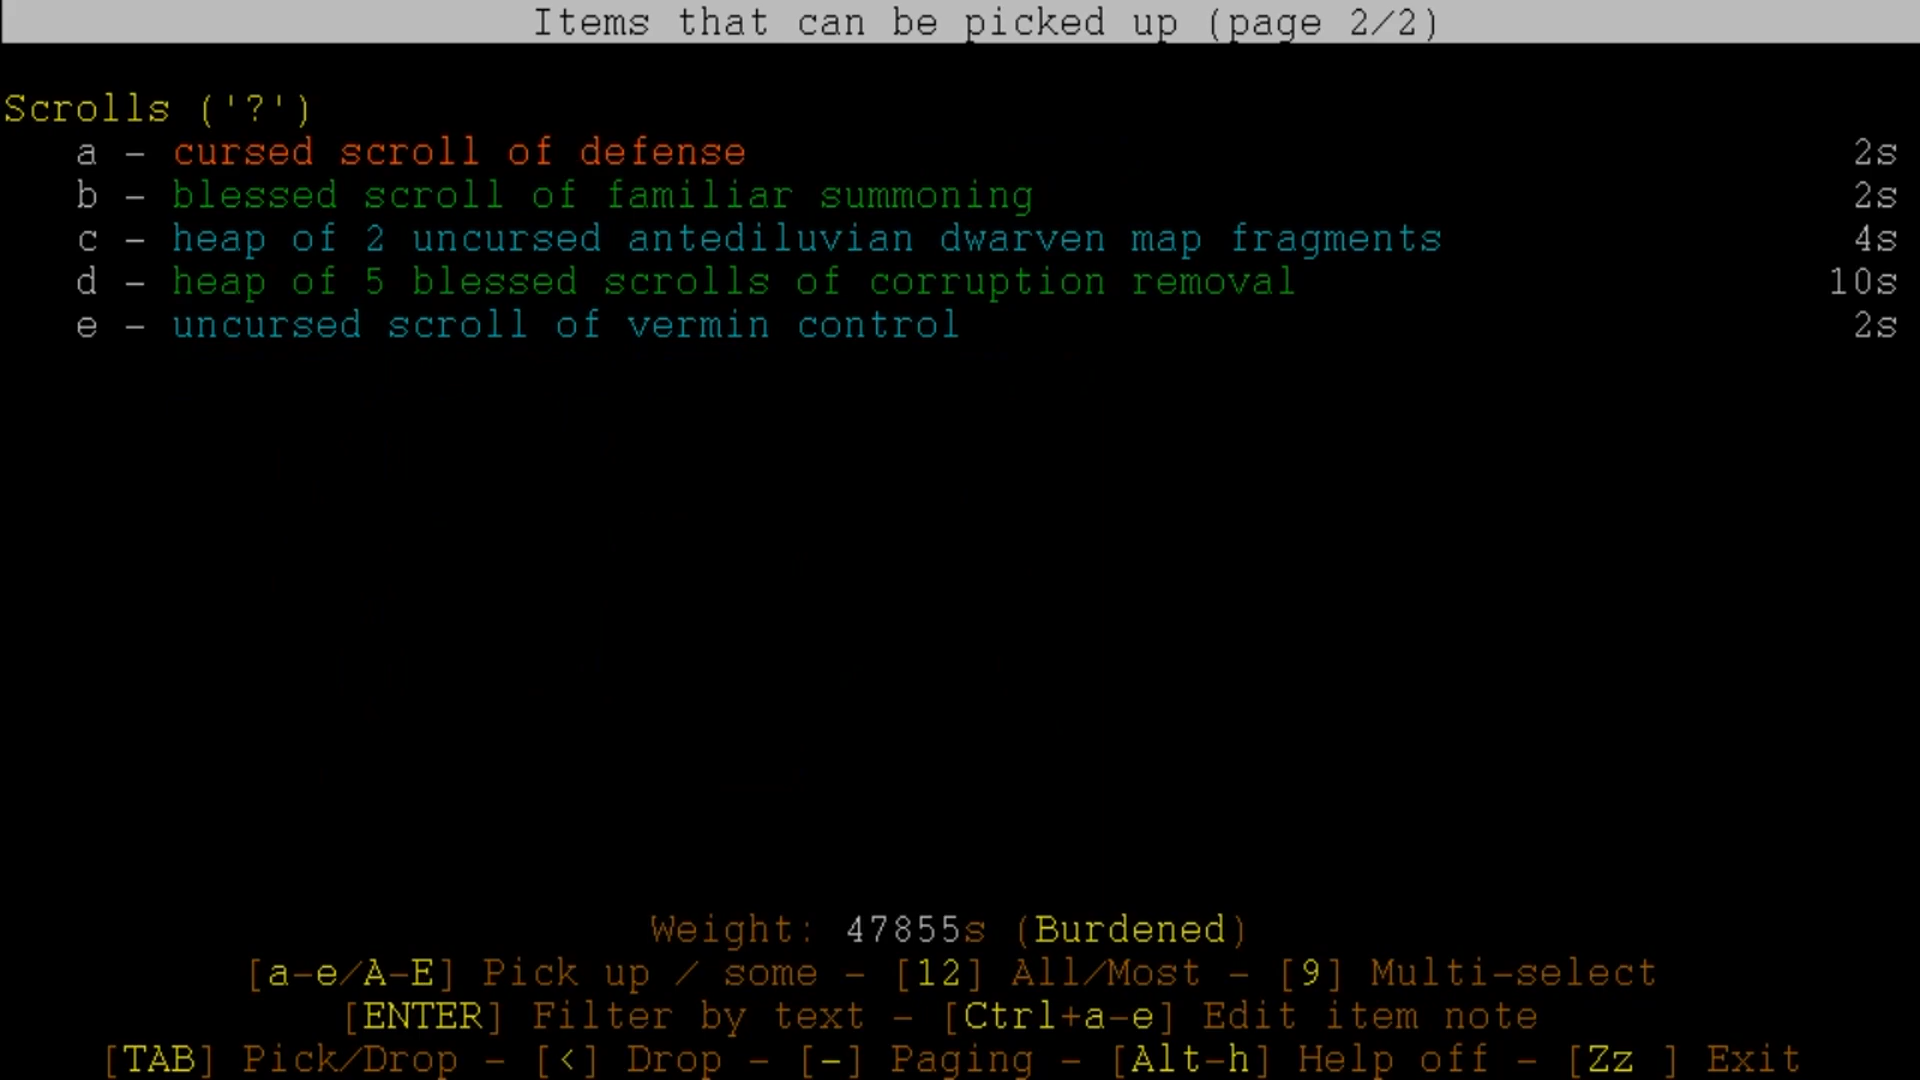 Items that can be picked up (page 2/2)
Scrolls ('?')
a - cursed scroll of defense 2s
b - blessed scroll of familiar summoning 2s
c - heap of 2 uncursed antediluvian dwarven map fragments 4s
d - heap of 5 blessed scrolls of corruption removal 10s
e - uncursed scroll of vermin control 2s
Weight: 47855s (Burdened)
[a-e/A-E] Pick up / some - [12] All/Most - [9] Multi-select
[ENTER] Filter by text - [Ctrl+a-e] Edit item note
[TAB] Pick/Drop - [<] Drop - [-] Paging - [Alt-h] Help off - [Zz ] Exit